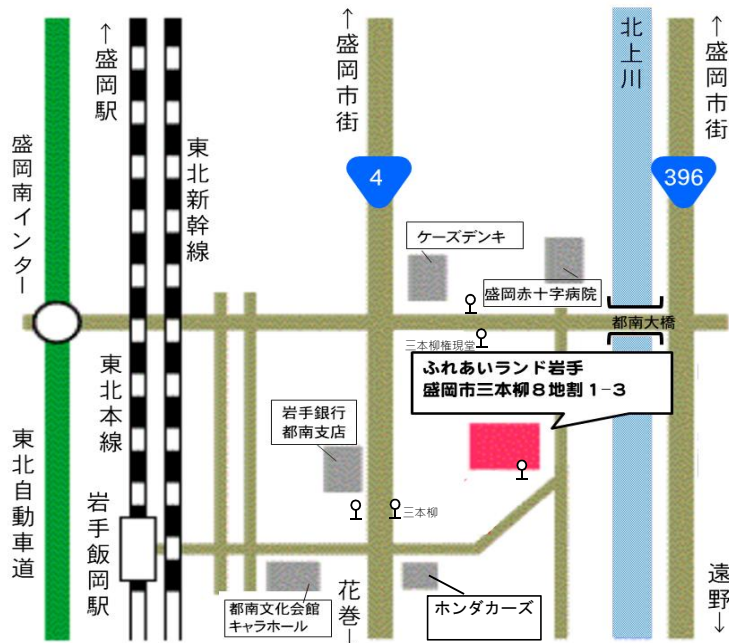 ↑盛岡駅
↑盛岡市街
北上川
↑盛岡市街
盛岡南インター
東北新幹線
4
396
ケーズデンキ
盛岡赤十字病院
都南大橋
三本柳権現堂
ふれあいランド岩手
盛岡市三本柳8地割1-3
東北本線
岩手銀行
都南支店
東北自動車道
岩手飯岡駅
三本柳
都南文化会館
キャラホール
花巻↓
ホンダカーズ
遠野↓